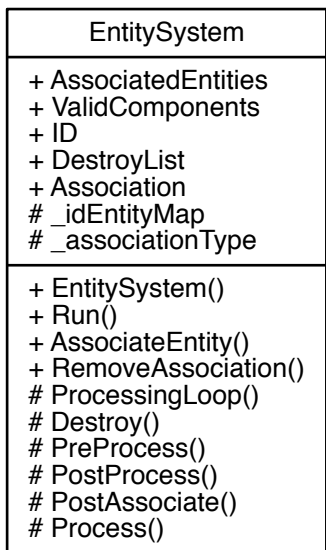 EntitySystem
+ AssociatedEntities
+ ValidComponents
+ ID
+ DestroyList
+ Association
# _idEntityMap
# _associationType
+ EntitySystem()
+ Run()
+ AssociateEntity()
+ RemoveAssociation()
# ProcessingLoop()
# Destroy()
# PreProcess()
# PostProcess()
# PostAssociate()
# Process()